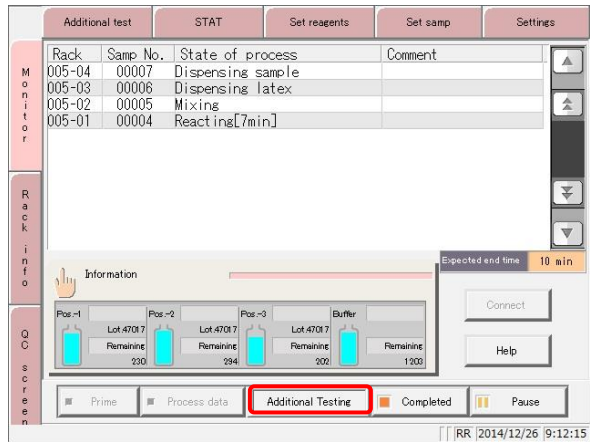 Additional test STAT Set reagents Set samp Settings
Monitor
Rack info
QC screen
Rack Samp No. State of process Comment
005-04 00007 Dispensing sample
005-03 00006 Dispensing latex
005-02 00005 Mixing
005-01 00004 Reacting[7min]
Expected end time 10 min
Information
Pos.-1 Pos.-2 Pos.-3 Buffer
Lot.47017 Lot.47017 Lot.47017
Remaining Remaining Remaining Remaining
230 294 202 1203
Connect
Help
Prime Process data Additional Testing Completed Pause
RR 2014/12/26 9:12:15